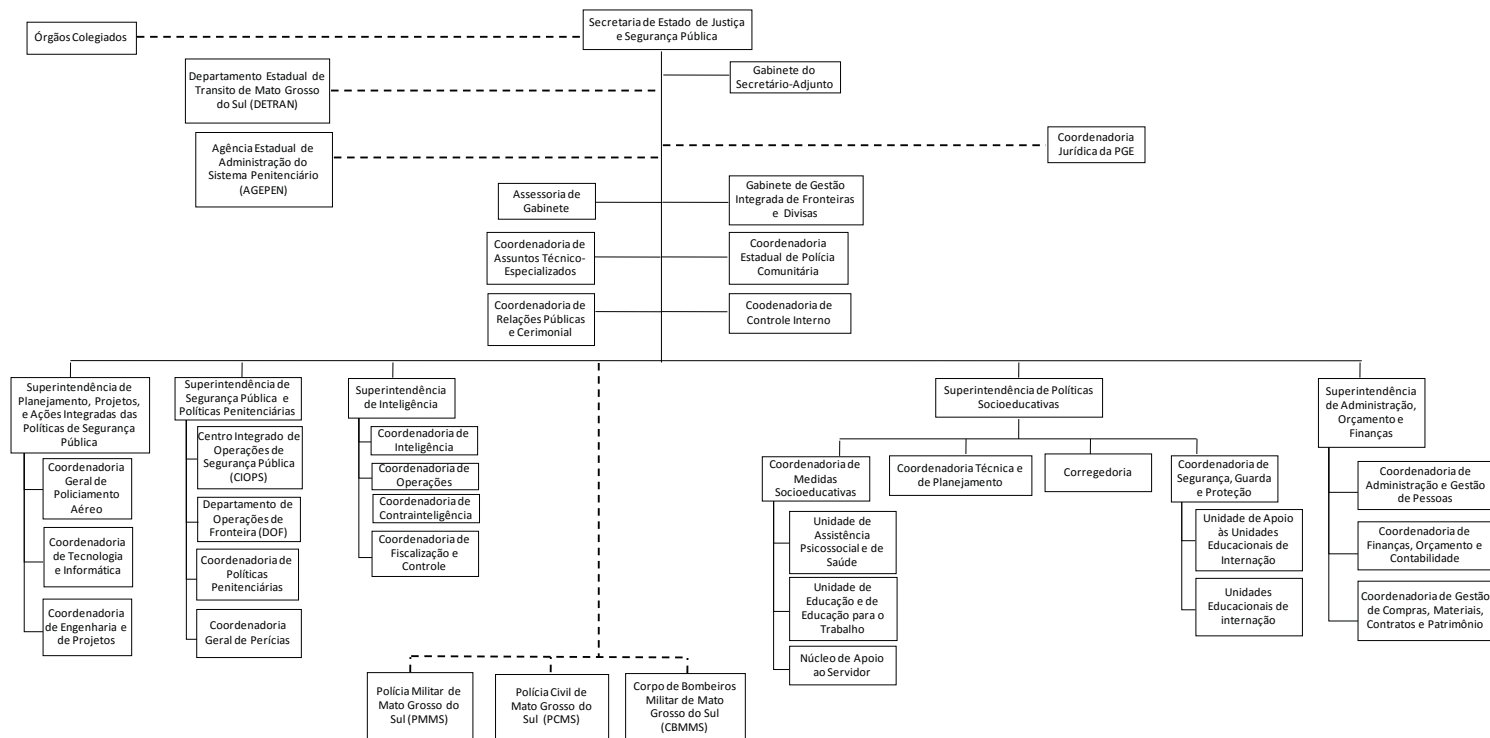 Secretaria de Estado de Justiça
e Segurança Pública
Órgãos Colegiados
Departamento Estadual de
Transito de Mato Grosso
do Sul (DETRAN)
Gabinete do
Secretário-Adjunto
Agência Estadual de
Administração do
Sistema Penitenciário
(AGEPEN)
Coordenadoria
Jurídica da PGE
Assessoria de
Gabinete
Gabinete de Gestão
Integrada de Fronteiras
e Divisas
Coordenadoria de
Assuntos Técnico-
Especializados
Coordenadoria
Estadual de Polícia
Comunitária
Coordenadoria de
Relações Públicas
e Cerimonial
Coodenadoria de
Controle Interno
Superintendência de
Planejamento, Projetos,
e Ações Integradas das
Políticas de Segurança
Pública
Coordenadoria
Geral de
Policiamento
Aéreo
Coordenadoria
de Tecnologia
e Informática
Coordenadoria
de Engenharia e
de Projetos
Superintendência de
Segurança Pública e
Políticas Penitenciárias
Centro Integrado de
Operações de
Segurança Pública
(CIOPS)
Departamento de
Operações de
Fronteira (DOF)
Coordenadoria de
Políticas
Penitenciárias
Coordenadoria
Geral de Perícias
Superintendência
de Inteligência
Coordenadoria de
Inteligência
Coordenadoria de
Operações
Coordenadoria de
Contrainteligência
Coordenadoria de
Fiscalização e
Controle
Polícia Militar de
Mato Grosso do
Sul (PMMS)
Polícia Civil de
Mato Grosso do
Sul (PCMS)
Corpo de Bombeiros
Militar de Mato
Grosso do Sul
(CBMMS)
Superintendência de Políticas
Socioeducativas
Coordenadoria de
Medidas
Socioeducativas
Unidade de
Assistência
Psicossocial e de
Saúde
Unidade de
Educação e de
Educação para o
Trabalho
Núcleo de Apoio
ao Servidor
Coordenadoria Técnica e
de Planejamento
Corregedoria
Coordenadoria de
Segurança, Guarda
e Proteção
Unidade de Apoio
às Unidades
Educacionais de
Internação
Unidades
Educacionais de
internação
Superintendência
de Administração,
Orçamento e
Finanças
Coordenadoria de
Administração e Gestão
de Pessoas
Coordenadoria de
Finanças, Orçamento e
Contabilidade
Coordenadoria de Gestão
de Compras, Materiais,
Contratos e Patrimônio